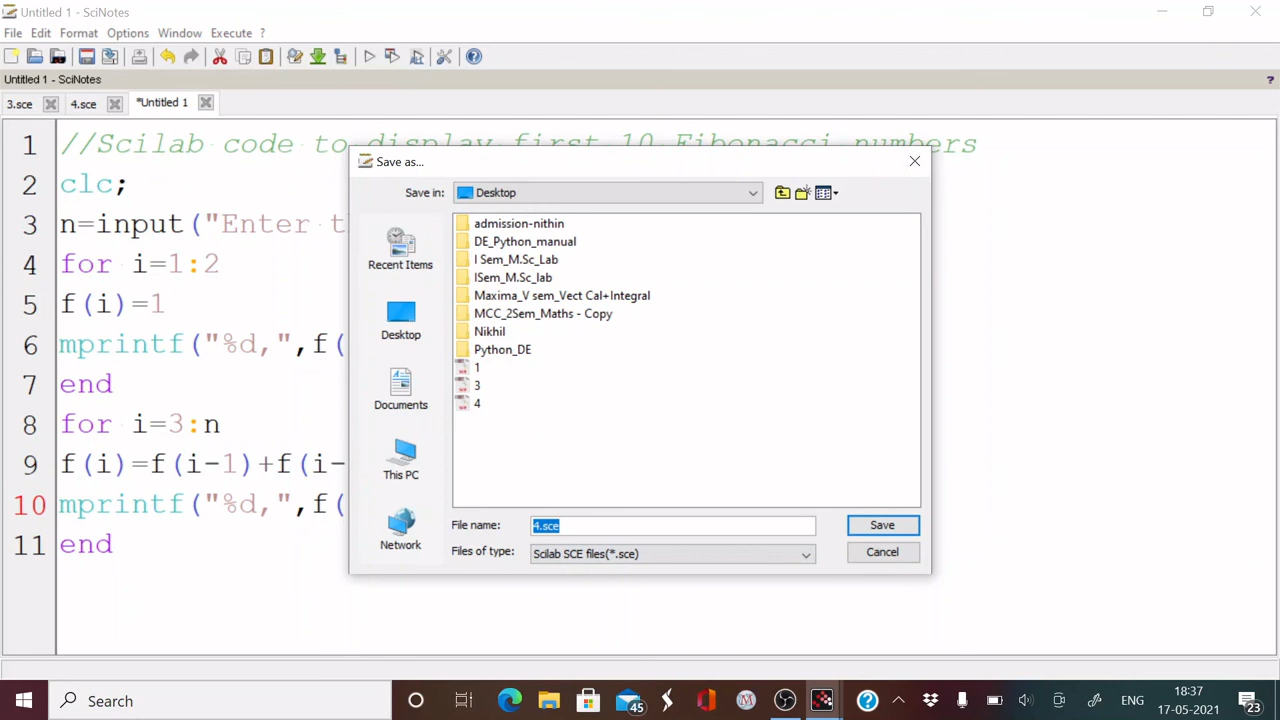 Untitled 1 - SciNotes
File Edit Format Options Window Execute ?
Untitled 1 - SciNotes
?
3.sce 4.sce *Untitled 1
1 //Scilab code to display first 10 Fibonacci numbers
2 clc;
3 n=input("Enter t
4 for i=1:2
5 f(i)=1
6 mprintf("%d,",f(
7 end
8 for i=3:n
9 f(i)=f(i-1)+f(i-
10 mprintf("%d,",f(
11 end
Save as...
Save in: Desktop
Recent Items
Desktop
Documents
This PC
Network
admission-nithin
DE_Python_manual
I Sem_M.Sc_Lab
ISem_M.Sc_lab
Maxima_V sem_Vect Cal+Integral
MCC_2Sem_Maths - Copy
Nikhil
Python_DE
1
3
4
File name: 4.sce Save
Files of type: Scilab SCE files(*.sce) Cancel
Search
45
ENG
18:37
17-05-2021
23